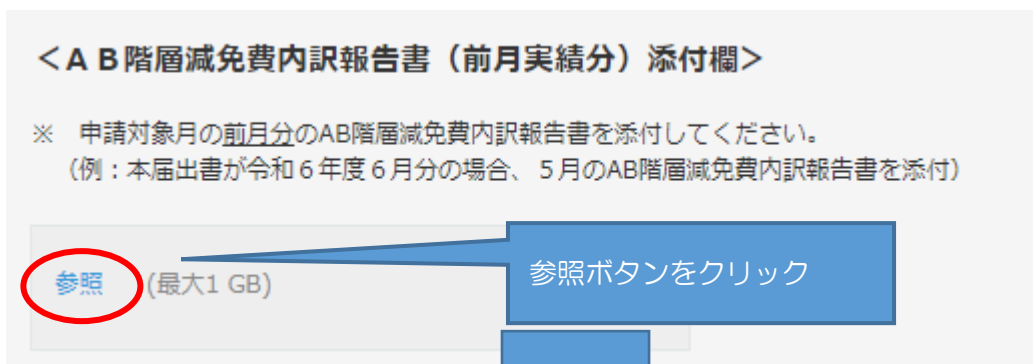 ＜ＡＢ階層減免費内訳報告書（前月実績分）添付欄＞
※　申請対象月の前月分のAB階層減免費内訳報告書を添付してください。
（例：本届出書が令和６年度６月分の場合、５月のAB階層減免費内訳報告書を添付）
参照　(最大1 GB)
参照ボタンをクリック